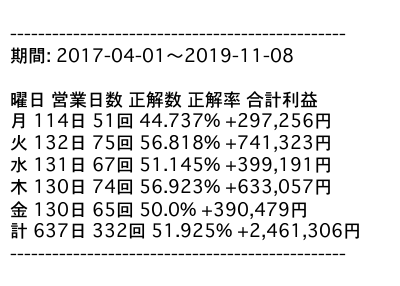 ------------------------------------------------
期間: 2017-04-01〜2019-11-08
曜日 営業日数 正解数 正解率 合計利益
月 114日 51回 44.737% +297,256円
火 132日 75回 56.818% +741,323円
水 131日 67回 51.145% +399,191円
木 130日 74回 56.923% +633,057円
金 130日 65回 50.0% +390,479円
計 637日 332回 51.925% +2,461,306円
------------------------------------------------